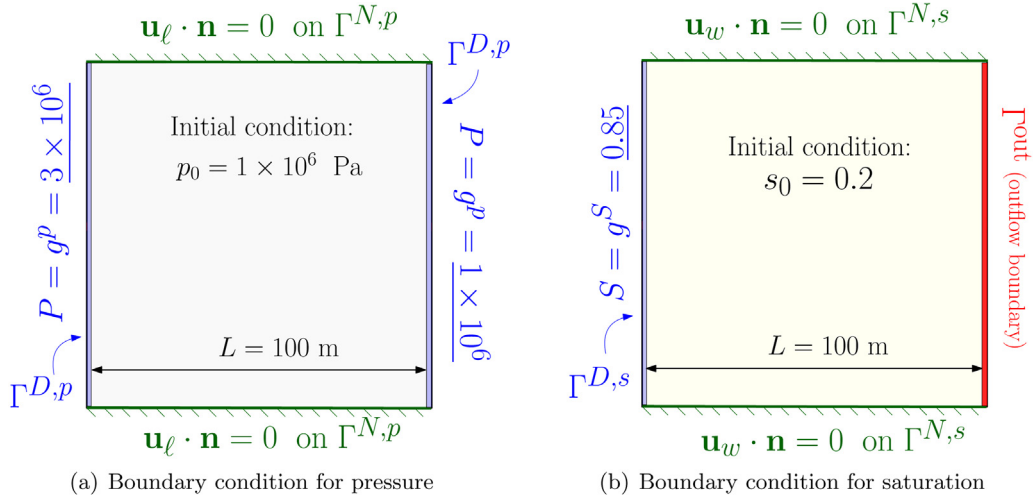 𝐮ℓ · 𝐧 = 0 on Γ^{N,p}
Γ^{D,p}
P = g^p = 3 × 10^6
Initial condition:
p_0 = 1 × 10^6 Pa
P = g^p = 1 × 10^6
L = 100 m
Γ^{D,p}
𝐮ℓ · 𝐧 = 0 on Γ^{N,p}
(a) Boundary condition for pressure
𝐮_w · 𝐧 = 0 on Γ^{N,s}
S = g^S = 0.85
Initial condition:
s_0 = 0.2
Γ^{out} (outflow boundary)
L = 100 m
Γ^{D,s}
𝐮_w · 𝐧 = 0 on Γ^{N,s}
(b) Boundary condition for saturation